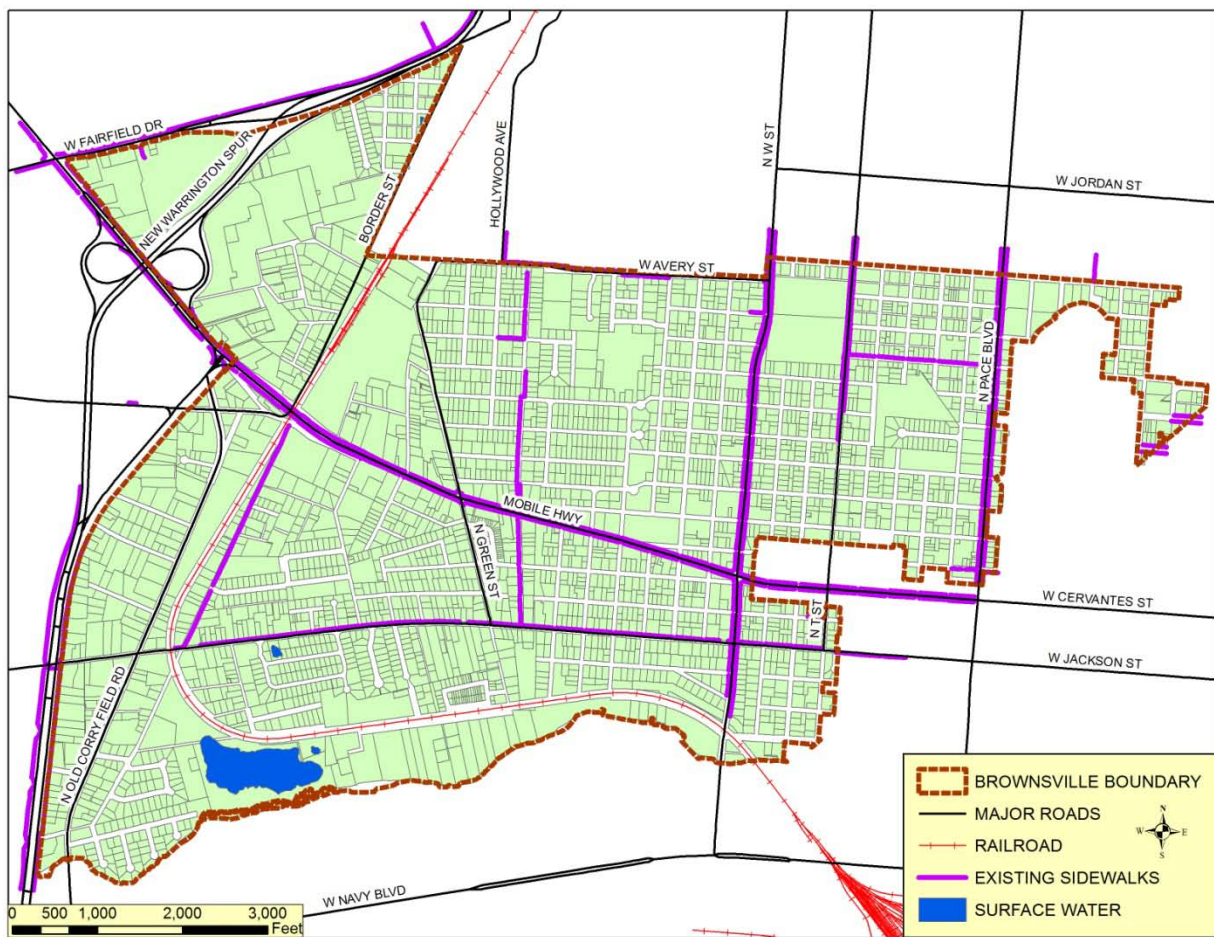 W FAIRFIELD DR
NEW WARRINGTON SPUR
BORDER ST
HOLLYWOOD AVE
N W ST
W JORDAN ST
W AVERY ST
N PACE BLVD
MOBILE HWY
N GREEN ST
N T ST
W CERVANTES ST
W JACKSON ST
N OLD CORRY FIELD RD
W NAVY BLVD
BROWNSVILLE BOUNDARY
MAJOR ROADS
RAILROAD
EXISTING SIDEWALKS
SURFACE WATER
N
W E
S
0 500 1,000 2,000 3,000
Feet